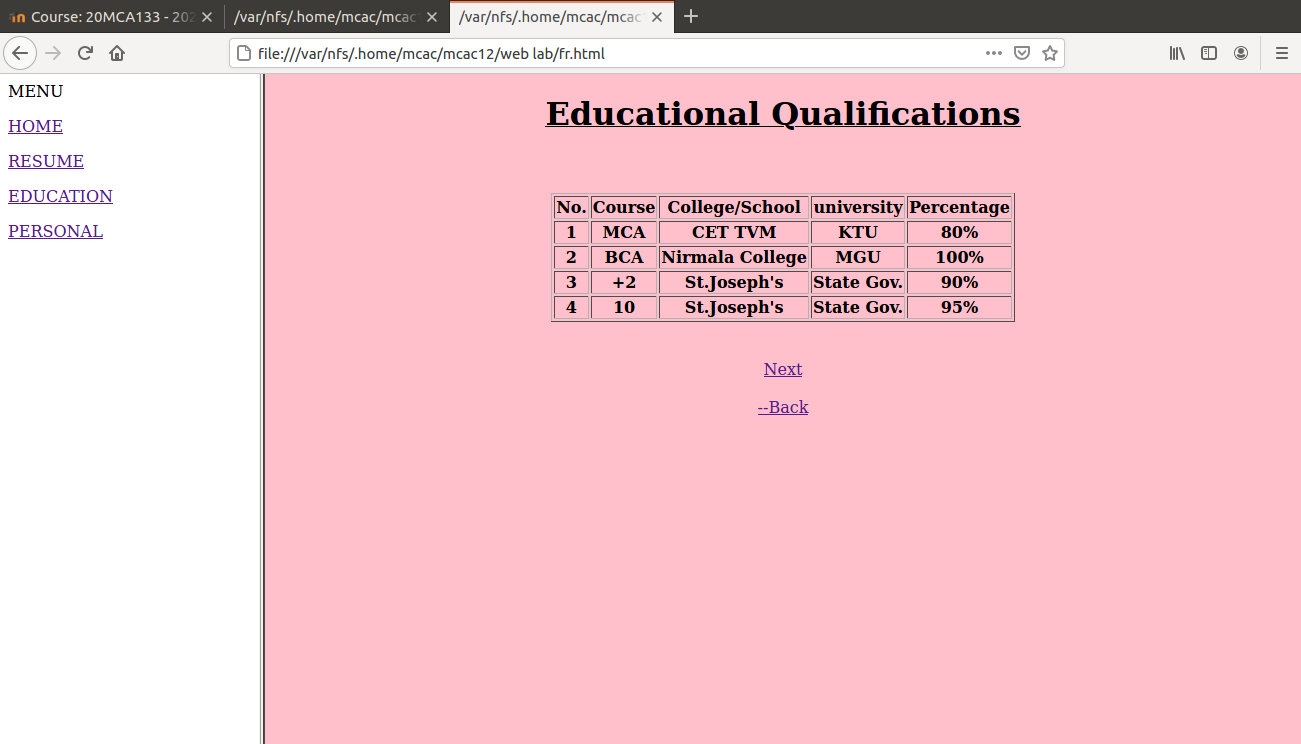 Course: 20MCA133 - 202
/var/nfs/.home/mcac/mcac1
/var/nfs/.home/mcac/mcac1
file:///var/nfs/.home/mcac/mcac12/web lab/fr.html
MENU
HOME
RESUME
EDUCATION
PERSONAL
Educational Qualifications
No. Course College/School university Percentage
1 MCA CET TVM KTU 80%
2 BCA Nirmala College MGU 100%
3 +2 St.Joseph's State Gov. 90%
4 10 St.Joseph's State Gov. 95%
Next
--Back